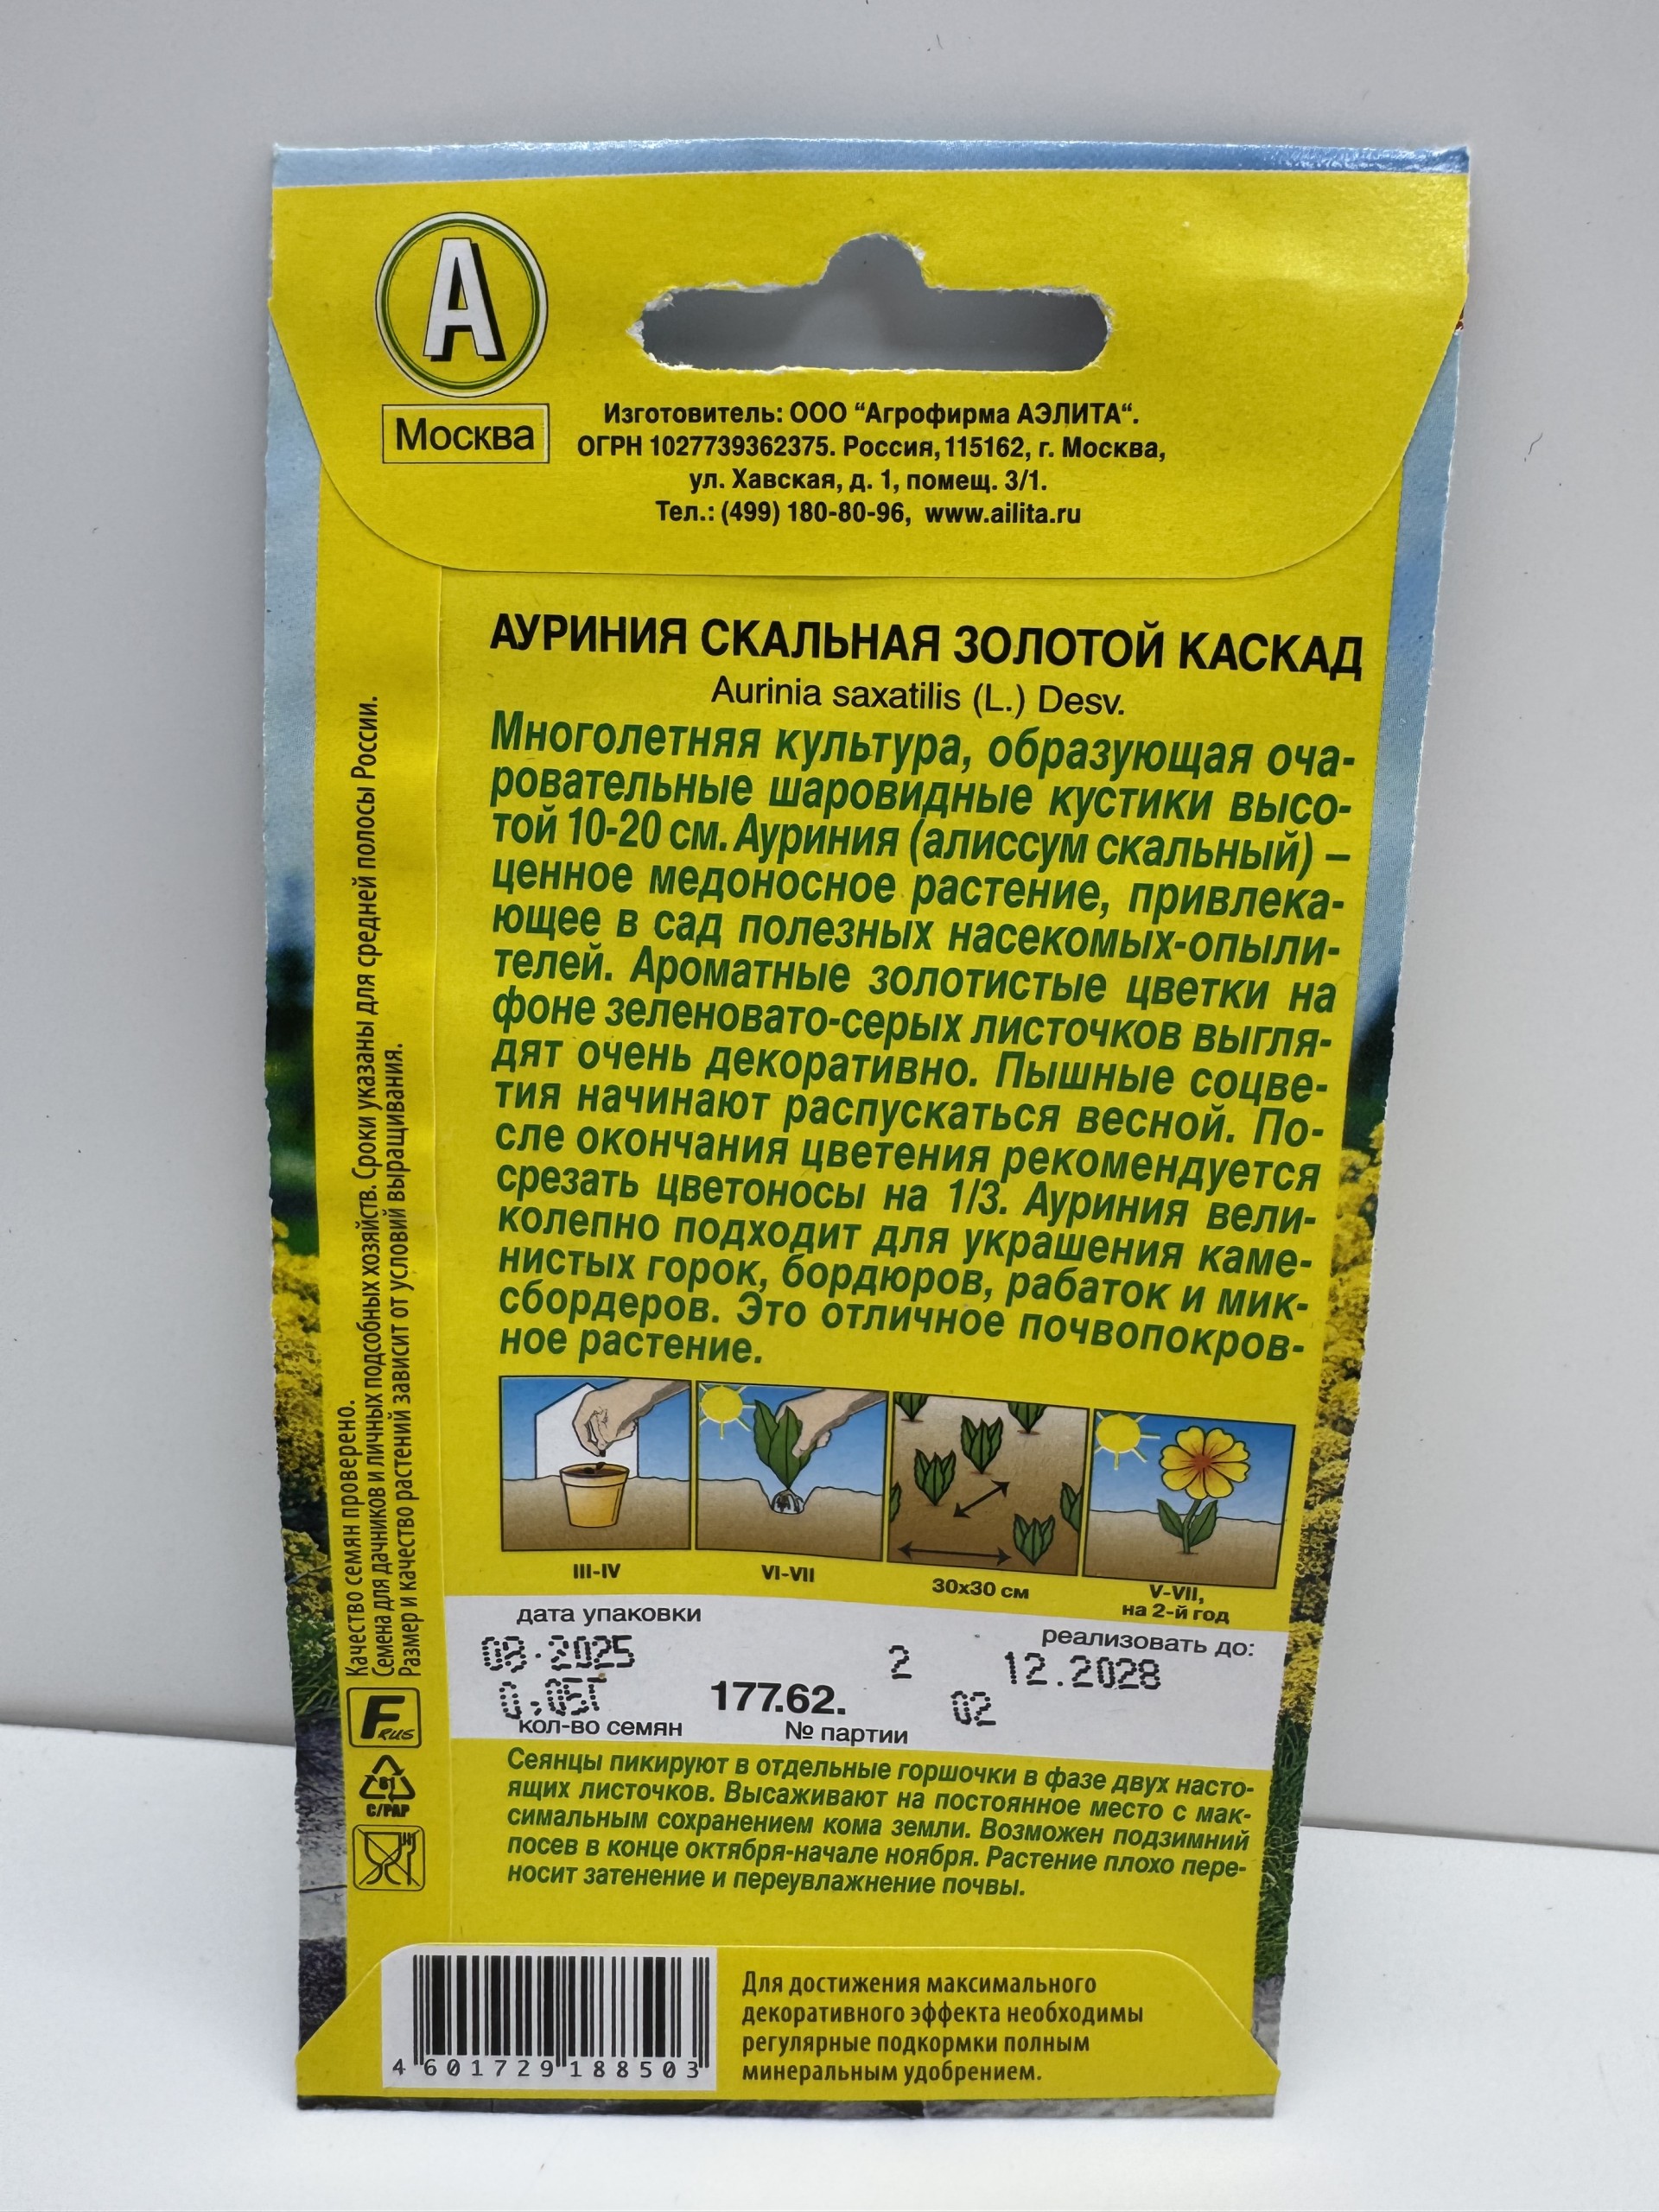 А
Москва
Изготовитель: ООО “Агрофирма АЭЛИТА“.
ОГРН 1027739362375. Россия, 115162, г. Москва,
ул. Хавская, д. 1, помещ. 3/1.
Тел.: (499) 180-80-96, www.ailita.ru
АУРИНИЯ СКАЛЬНАЯ ЗОЛОТОЙ КАСКАД
Aurinia saxatilis (L.) Desv.
Многолетняя культура, образующая оча-
ровательные шаровидные кустики высо-
той 10-20 см. Ауриния (алиссум скальный) –
ценное медоносное растение, привлека-
ющее в сад полезных насекомых-опыли-
телей. Ароматные золотистые цветки на
фоне зеленовато-серых листочков выгля-
дят очень декоративно. Пышные соцве-
тия начинают распускаться весной. По-
сле окончания цветения рекомендуется
срезать цветоносы на 1/3. Ауриния вели-
колепно подходит для украшения каме-
нистых горок, бордюров, рабаток и мик-
сбордеров. Это отличное почвопокров-
ное растение.
III-IV
VI-VII
30х30 см
V-VII,
на 2-й год
дата упаковки
08.2025
0,05Г
кол-во семян
177.62.
№ партии
2
02
реализовать до:
12.2028
Сеянцы пикируют в отдельные горшочки в фазе двух насто-
ящих листочков. Высаживают на постоянное место с мак-
симальным сохранением кома земли. Возможен подзимний
посев в конце октября-начале ноября. Растение плохо пере-
носит затенение и переувлажнение почвы.
Качество семян проверено.
Семена для дачников и личных подсобных хозяйств. Сроки указаны для средней полосы России.
Размер и качество растений зависит от условий выращивания.
F RUS
81
C/PAP
4 601729 188503
Для достижения максимального
декоративного эффекта необходимы
регулярные подкормки полным
минеральным удобрением.